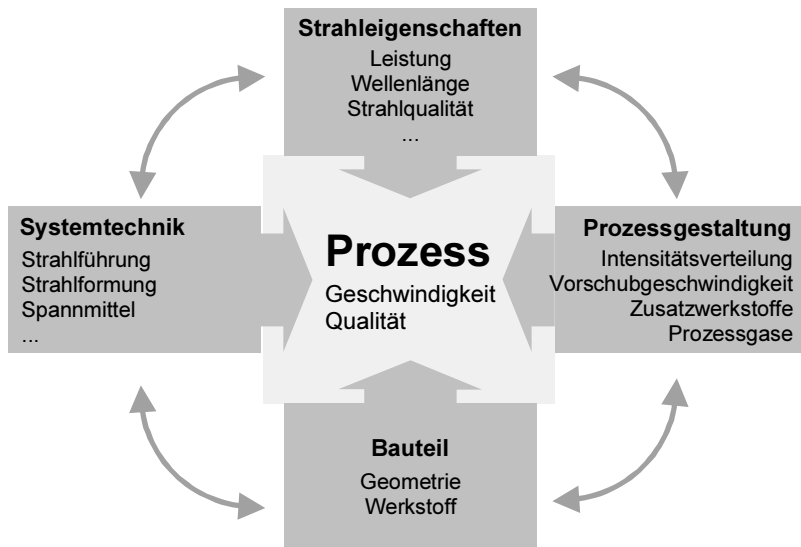 Strahleigenschaften
Leistung
Wellenlänge
Strahlqualität
...
Systemtechnik
Strahlführung
Strahlformung
Spannmittel
...
Prozess
Geschwindigkeit
Qualität
Prozessgestaltung
Intensitätsverteilung
Vorschubgeschwindigkeit
Zusatzwerkstoffe
Prozessgase
Bauteil
Geometrie
Werkstoff